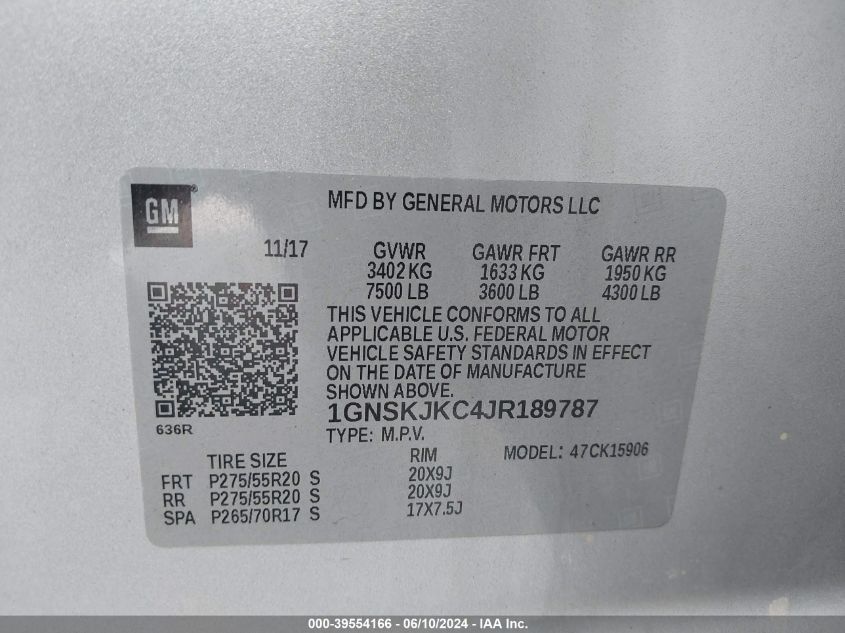 GM
MFD BY GENERAL MOTORS LLC
11/17 GVWR GAWR FRT GAWR RR
3402 KG 1633 KG 1950 KG
7500 LB 3600 LB 4300 LB
THIS VEHICLE CONFORMS TO ALL
APPLICABLE U.S. FEDERAL MOTOR
VEHICLE SAFETY STANDARDS IN EFFECT
ON THE DATE OF MANUFACTURE
SHOWN ABOVE.
1GNSKJKC4JR189787
636R
TYPE: M.P.V. MODEL: 47CK15906
TIRE SIZE RIM
FRT P275/55R20 S 20X9J
RR P275/55R20 S 20X9J
SPA P265/70R17 S 17X7.5J
000-39554166 - 06/10/2024 - IAA Inc.